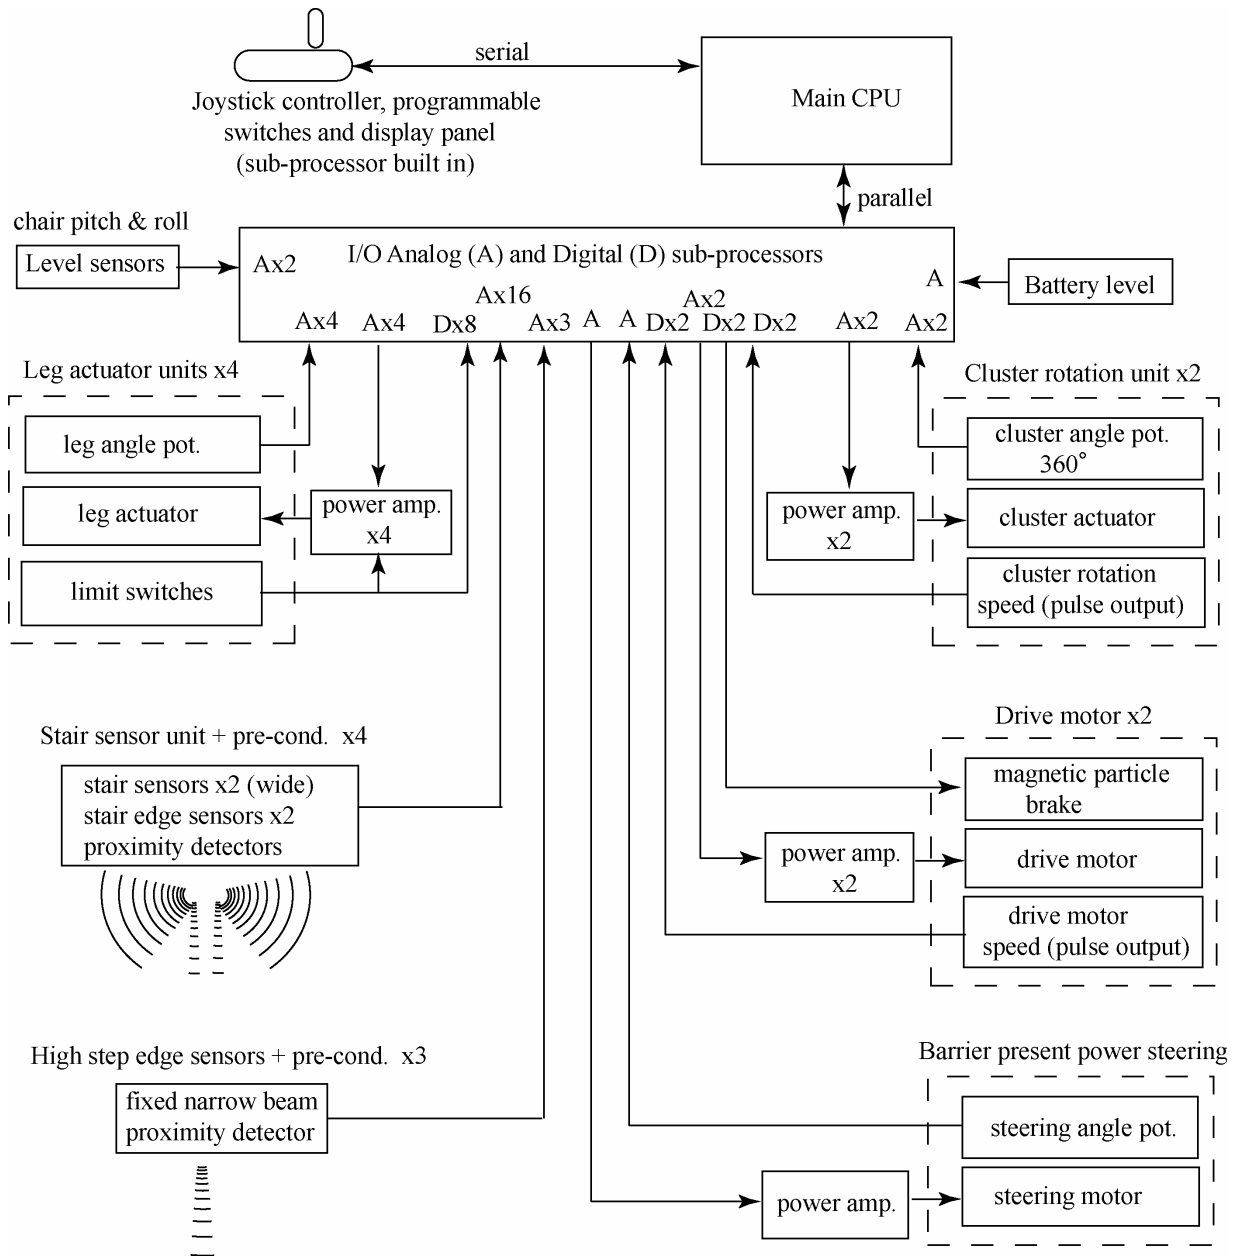 serial
Main CPU
Joystick controller, programmable
switches and display panel
(sub-processor built in)
parallel
chair pitch & roll
Level sensors
I/O Analog (A) and Digital (D) sub-processors
Ax2
A
Battery level
Ax16
Ax2
Ax4 Ax4 Dx8 Ax3 A A Dx2 Dx2 Dx2 Ax2 Ax2
Leg actuator units x4
leg angle pot.
leg actuator
limit switches
power amp.
x4
Cluster rotation unit x2
cluster angle pot.
360°
cluster actuator
cluster rotation
speed (pulse output)
power amp.
x2
Stair sensor unit + pre-cond. x4
stair sensors x2 (wide)
stair edge sensors x2
proximity detectors
Drive motor x2
magnetic particle
brake
drive motor
drive motor
speed (pulse output)
power amp.
x2
High step edge sensors + pre-cond. x3
fixed narrow beam
proximity detector
Barrier present power steering
steering angle pot.
steering motor
power amp.